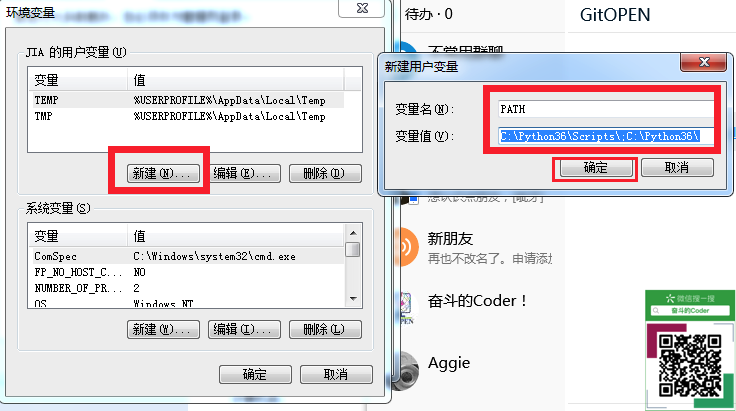 环境变量
JIA 的用户变量(U)
变量 值
TEMP %USERPROFILE%\AppData\Local\Temp
TMP %USERPROFILE%\AppData\Local\Temp
新建(N)... 编辑(E)... 删除(D)
系统变量(S)
变量 值
ComSpec C:\Windows\system32\cmd.exe
FP_NO_HOST_C... NO
NUMBER_OF_PR... 2
OS Windows_NT
新建(W)... 编辑(I)... 删除(L)
确定 取消
待办 · 0
不常用群聊
GitOPEN
新建用户变量
变量名(N): PATH
变量值(V): C:\Python36\Scripts\;C:\Python36\
确定 取消
新朋友
再也不改名了。申请添加
奋斗的Coder！
Aggie
微信搜一搜
奋斗的Coder